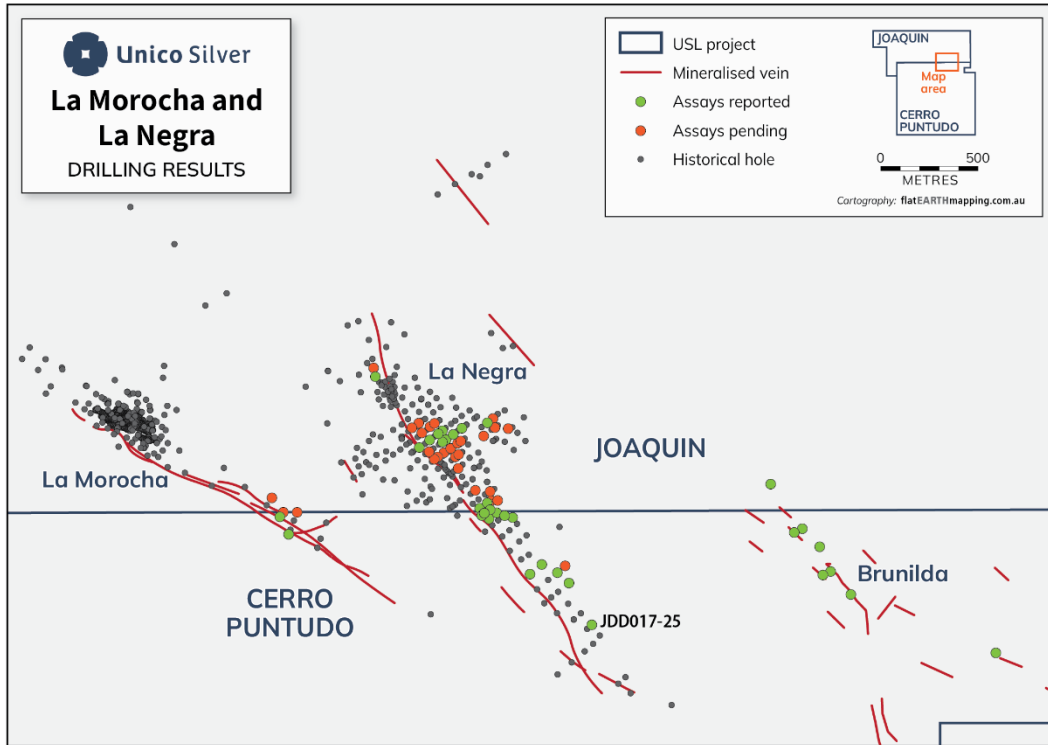 Unico Silver
La Morocha and
La Negra
DRILLING RESULTS
USL project
Mineralised vein
Assays reported
Assays pending
Historical hole
JOAQUIN
Map
area
CERRO
PUNTUDO
0 500
METRES
Cartography: flatEARTHmapping.com.au
La Negra
JOAQUIN
La Morocha
Brunilda
CERRO
PUNTUDO
JDD017-25